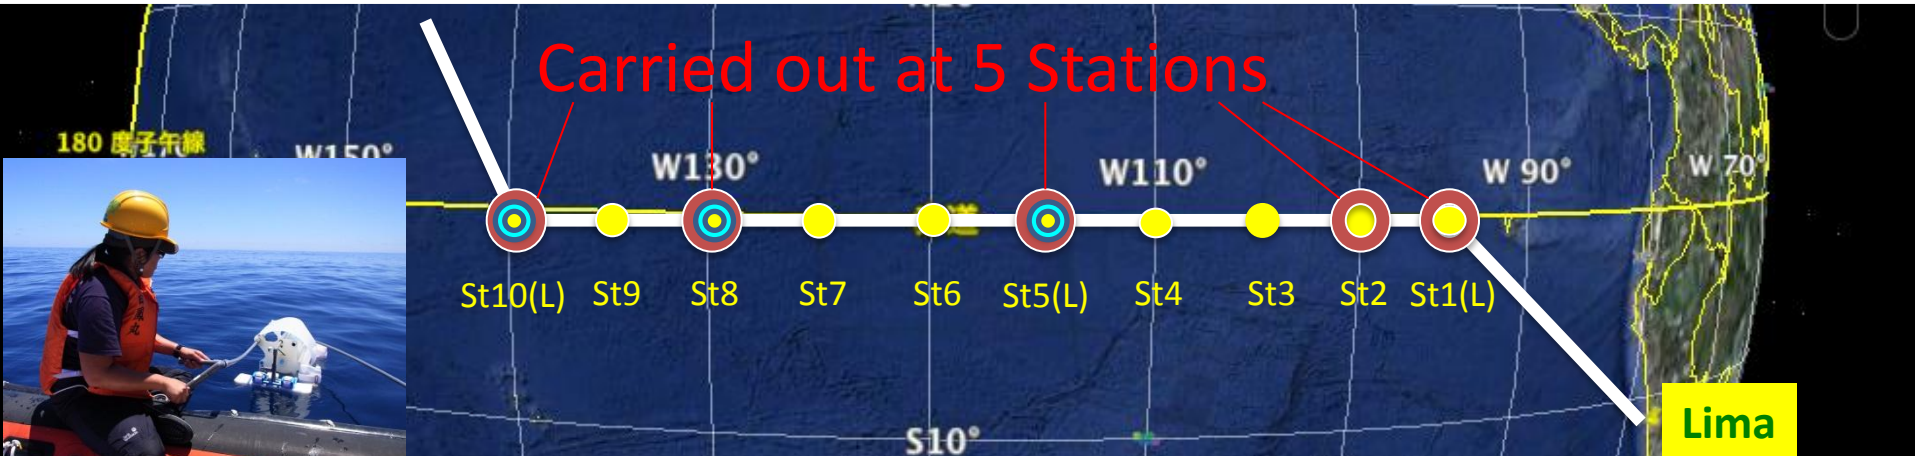 Carried out at 5 Stations
180 度子午線
W150°
W130°
W110°
W 90°
W 70°
St10(L)
St9
St8
St7
St6
St5(L)
St4
St3
St2
St1(L)
S10°
Lima